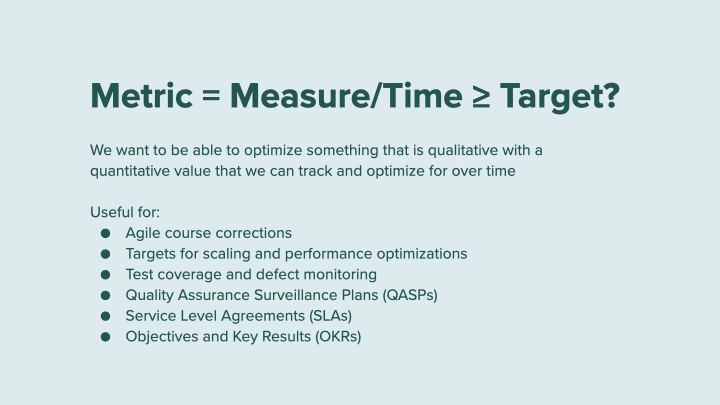 Metric = Measure/Time ≥ Target?
We want to be able to optimize something that is qualitative with a
quantitative value that we can track and optimize for over time
Useful for:
● Agile course corrections
● Targets for scaling and performance optimizations
● Test coverage and defect monitoring
● Quality Assurance Surveillance Plans (QASPs)
● Service Level Agreements (SLAs)
● Objectives and Key Results (OKRs)